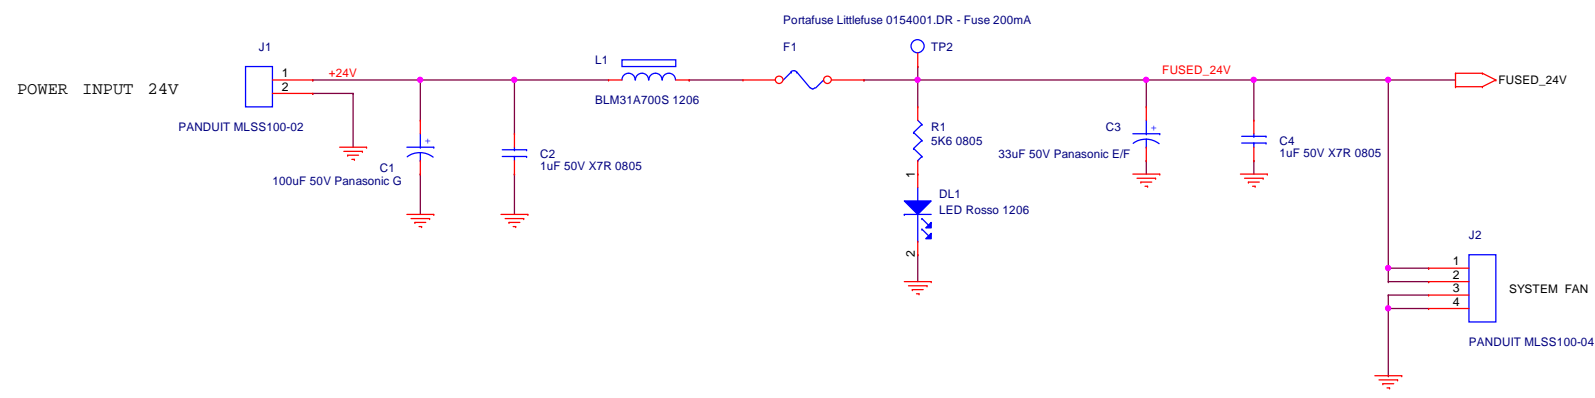 Portafuse Littlefuse 0154001.DR - Fuse 200mA
J1
F1
TP2
L1
1
+24V
FUSED_24V
2
POWER INPUT 24V
FUSED_24V
BLM31A700S 1206
PANDUIT MLSS100-02
R1
5K6 0805
C3
+
33uF 50V Panasonic E/F
C4
1uF 50V X7R 0805
+
C1
100uF 50V Panasonic G
C2
1uF 50V X7R 0805
1
DL1
LED Rosso 1206
2
J2
1
2
3
4
SYSTEM FAN
PANDUIT MLSS100-04